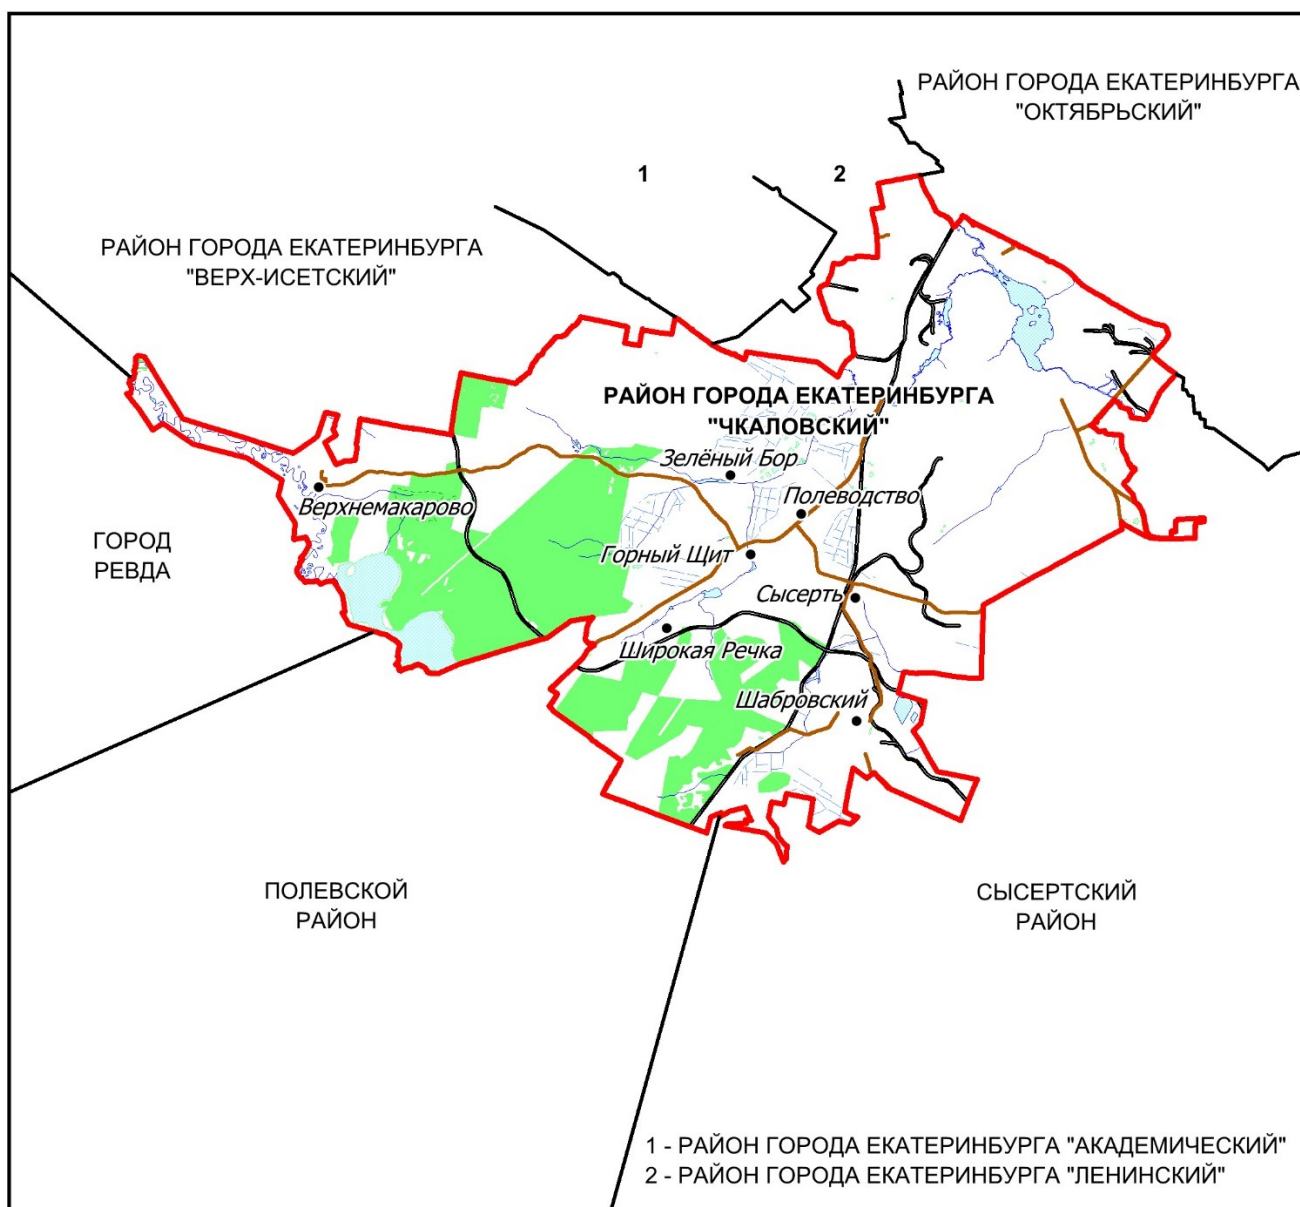 РАЙОН ГОРОДА ЕКАТЕРИНБУРГА
"ОКТЯБРЬСКИЙ"
1
2
РАЙОН ГОРОДА ЕКАТЕРИНБУРГА
"ВЕРХ-ИСЕТСКИЙ"
РАЙОН ГОРОДА ЕКАТЕРИНБУРГА
"ЧКАЛОВСКИЙ"
Зелёный Бор
Полеводство
Верхнемакарово
ГОРОД
РЕВДА
Горный Щит
Сысерть
Широкая Речка
Шабровский
ПОЛЕВСКОЙ
РАЙОН
СЫСЕРТСКИЙ
РАЙОН
1 - РАЙОН ГОРОДА ЕКАТЕРИНБУРГА "АКАДЕМИЧЕСКИЙ"
2 - РАЙОН ГОРОДА ЕКАТЕРИНБУРГА "ЛЕНИНСКИЙ"